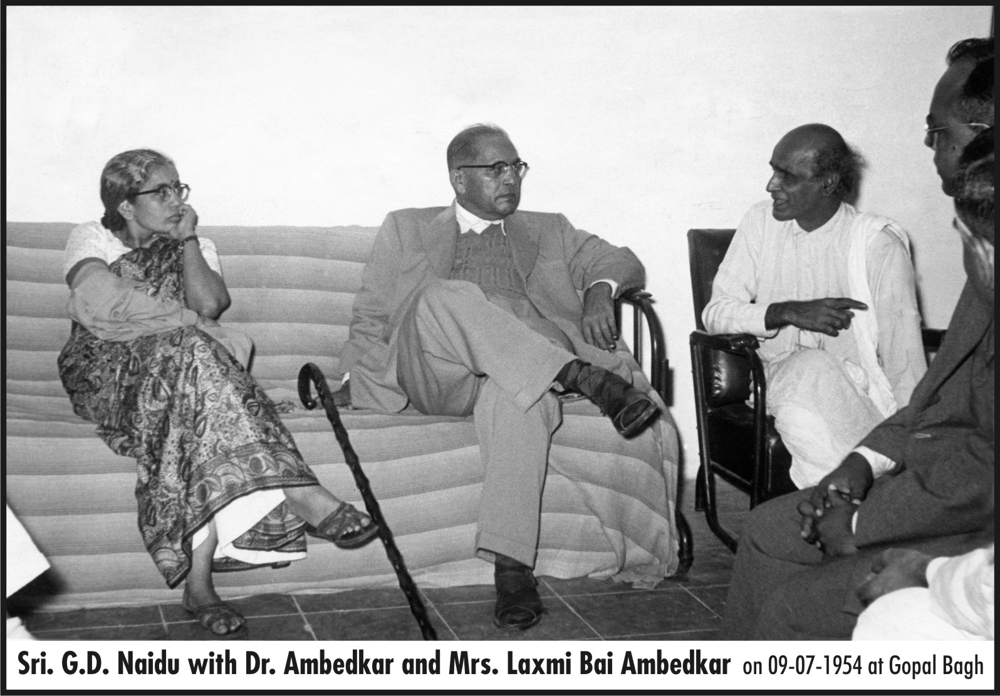 Sri. G.D. Naidu with Dr. Ambedkar and Mrs. Laxmi Bai Ambedkar on 09-07-1954 at Gopal Bagh